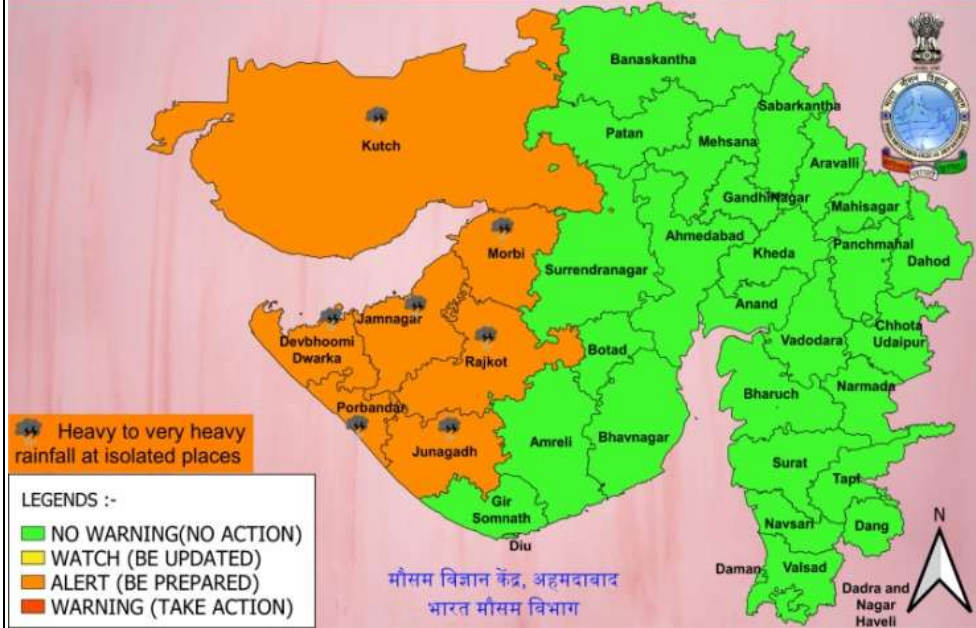 Banaskantha
Kutch
Patan
Sabarkantha
Mehsana
Aravalli
GandhiNagar
Mahisagar
Morbi
Ahmedabad
Kheda
Panchmahal
Dahod
Surrendranagar
Anand
Jamnagar
Devbhoomi
Dwarka
Rajkot
Botad
Vadodara
Chhota
Udaipur
Bharuch
Narmada
Porbandar
Junagadh
Amreli
Bhavnagar
Surat
Tapi
Gir
Somnath
Diu
Navsari
Dang
Daman
Valsad
Dadra and
Nagar
Haveli
N
Heavy to very heavy
rainfall at isolated places
LEGENDS :-
NO WARNING(NO ACTION)
WATCH (BE UPDATED)
ALERT (BE PREPARED)
WARNING (TAKE ACTION)
मौसम विज्ञान केंद्र, अहमदाबाद
भारत मौसम विभाग